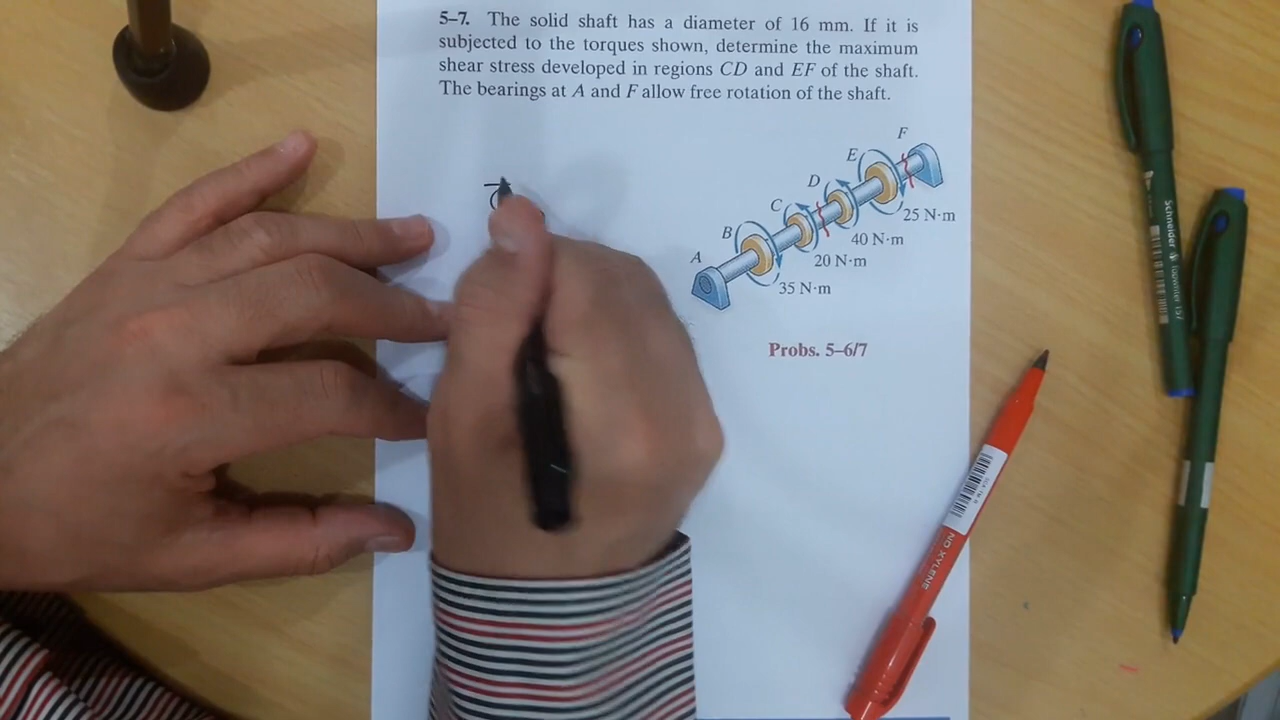 5–7. The solid shaft has a diameter of 16 mm. If it is
subjected to the torques shown, determine the maximum
shear stress developed in regions CD and EF of the shaft.
The bearings at A and F allow free rotation of the shaft.
F
E
D
25 N·m
C
40 N·m
B
20 N·m
A
35 N·m
Probs. 5–6/7
Schneider
Topwriter 157
NO XYLENE